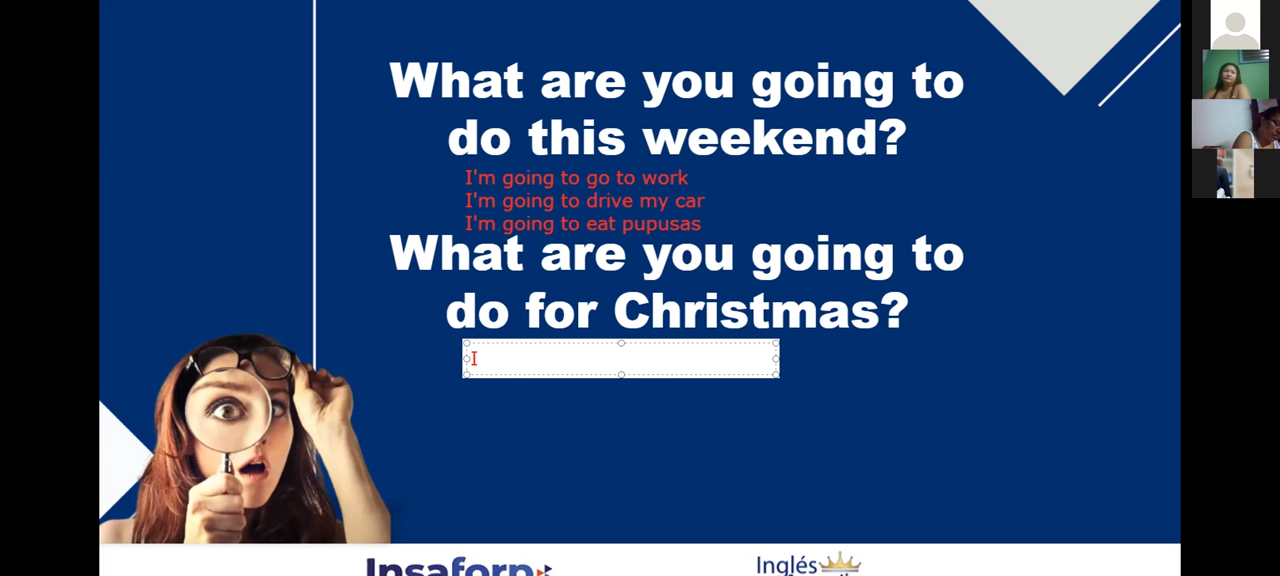 What are you going to
do this weekend?
I'm going to go to work
I'm going to drive my car
I'm going to eat pupusas
What are you going to
do for Christmas?
I
Insaforp
Inglés